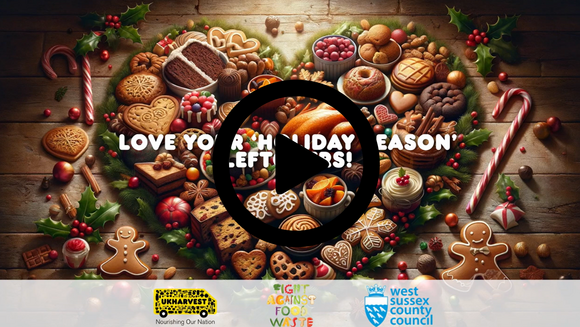 LOVE YOUR 'HOLIDAY SEASON'
LEFTOVERS!
UKHARVEST
Nourishing Our Nation
FIGHT
AGAINST
FOOD
WASTE
west
sussex
county
council